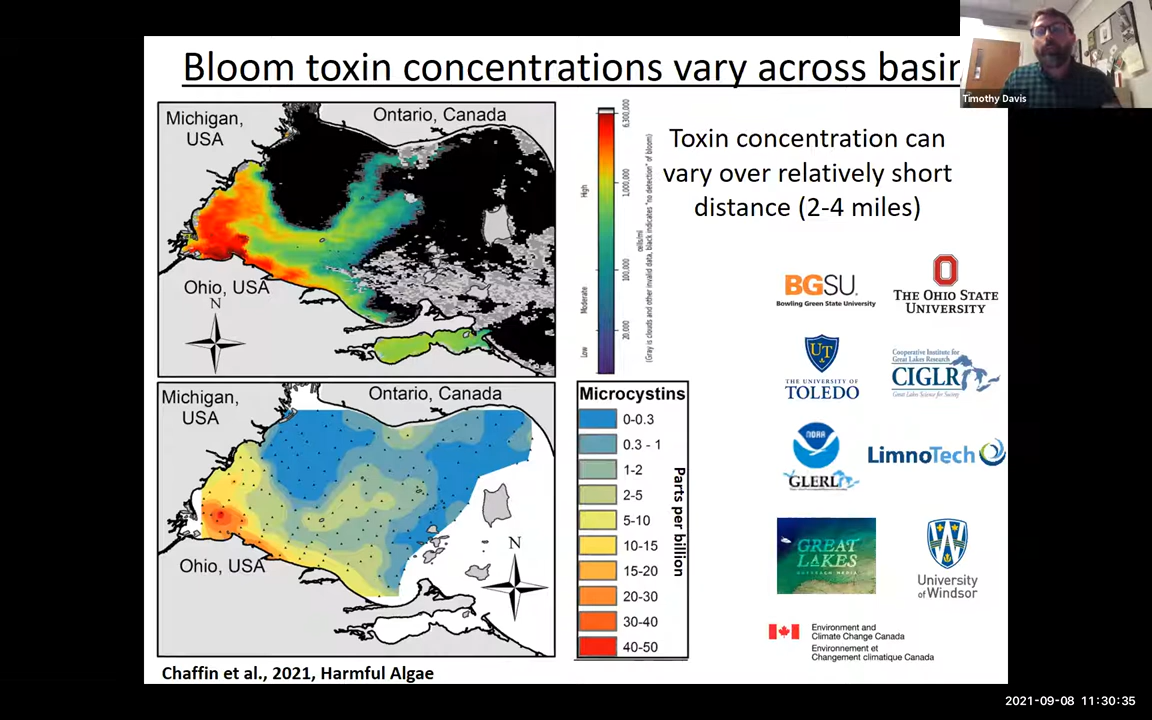 Bloom toxin concentrations vary across basin
Timothy Davis
Michigan,
USA
Ontario, Canada
Ohio, USA
N
6,300,000
1,000,000
100,000
20,000
High
Moderate
Low
cells/ml
(Gray is clouds and other invalid data, black indicates "no detection" of bloom)
Toxin concentration can
vary over relatively short
distance (2-4 miles)
BGSU.
Bowling Green State University
THE OHIO STATE
UNIVERSITY
UT
THE UNIVERSITY OF
TOLEDO
Cooperative Institute for
Great Lakes Research
CIGLR
Great Lakes Science for Society
NOAA
GLERL
LimnoTech
GREAT
LAKES
OUTREACH MEDIA
University
of Windsor
Environment and
Climate Change Canada
Environnement et
Changement climatique Canada
Michigan,
USA
Ontario, Canada
Ohio, USA
N
Microcystins
0-0.3
0.3 - 1
1-2
2-5
5-10
10-15
15-20
20-30
30-40
40-50
Parts per billion
Chaffin et al., 2021, Harmful Algae
2021-09-08 11:30:35